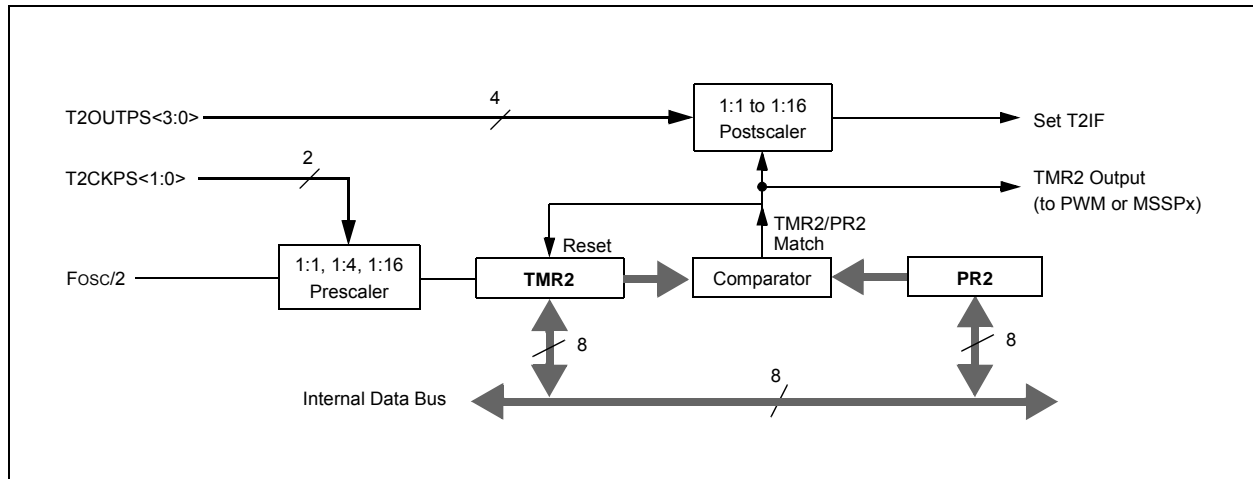 T2OUTPS<3:0>
4
1:1 to 1:16
Postscaler
Set T2IF
T2CKPS<1:0>
2
TMR2 Output
(to PWM or MSSPx)
TMR2/PR2
Match
Reset
FOSC/2
1:1, 1:4, 1:16
Prescaler
TMR2
Comparator
PR2
8
8
Internal Data Bus
8